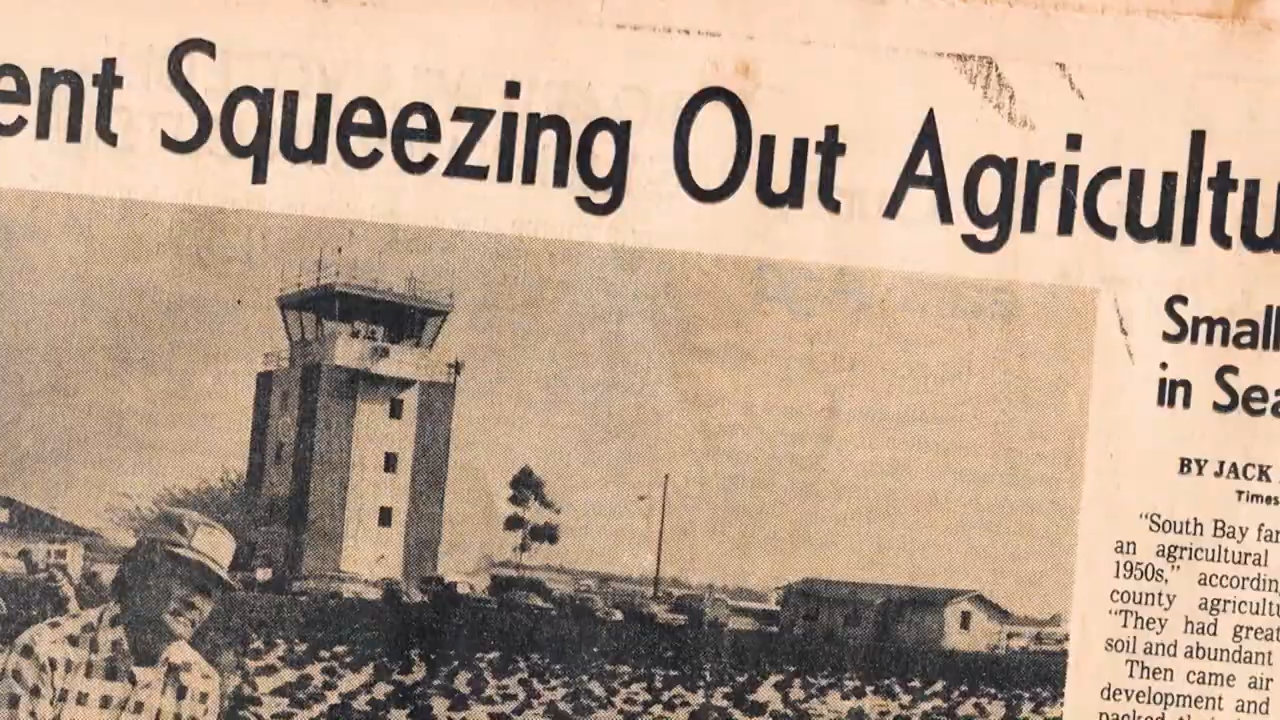 ent Squeezing Out Agricultu
Small
in Sea
BY JACK
Times
“South Bay far
an agricultural
1950s,” accordin
county agricultu
“They had great
soil and abundant
Then came air
development and
packed